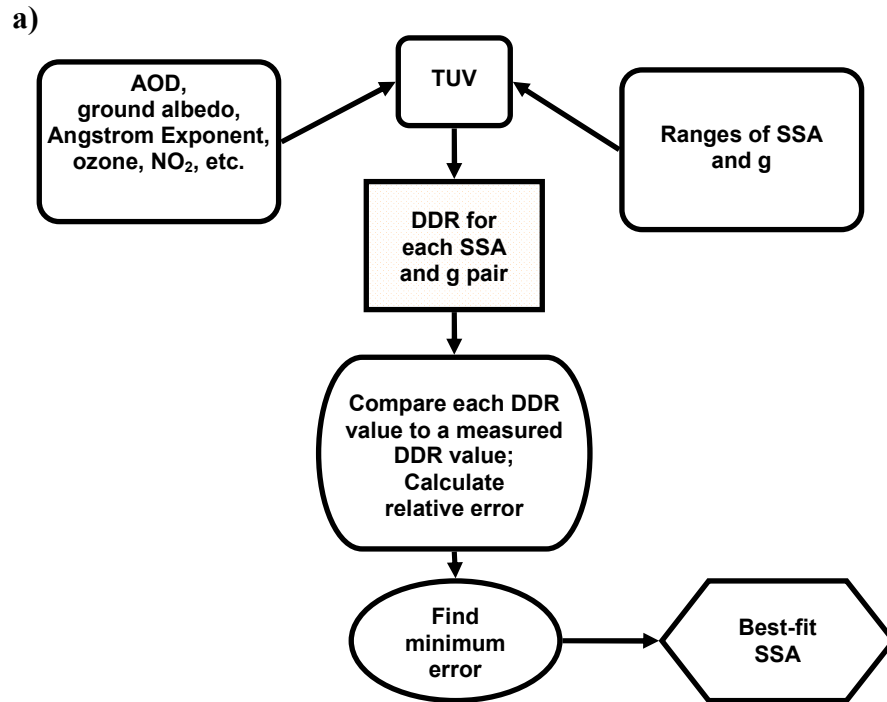 a)
AOD,
ground albedo,
Angstrom Exponent,
ozone, NO₂, etc.
TUV
Ranges of SSA
and g
DDR for
each SSA
and g pair
Compare each DDR
value to a measured
DDR value;
Calculate
relative error
Find
minimum
error
Best-fit
SSA